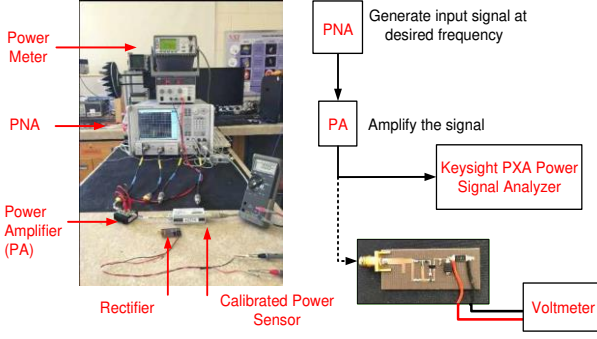 Power
Meter
PNA
Power
Amplifier
(PA)
Rectifier
Calibrated Power
Sensor
PNA
Generate input signal at
desired frequency
PA
Amplify the signal
Keysight PXA Power
Signal Analyzer
Voltmeter